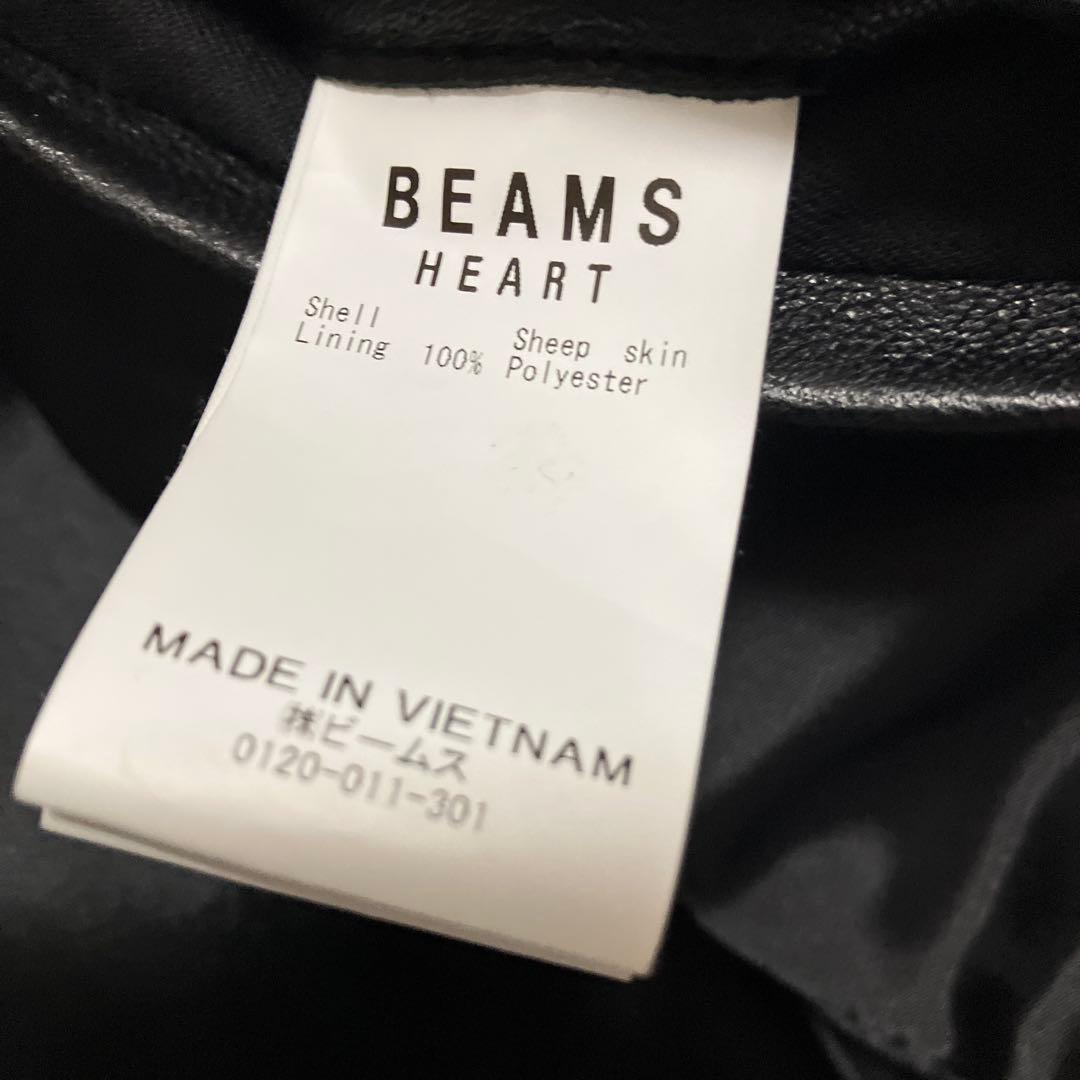 BEAMS
HEART
Shell Sheep skin
Lining 100% Polyester
MADE IN VIETNAM
㈱ビームス
0120-011-301